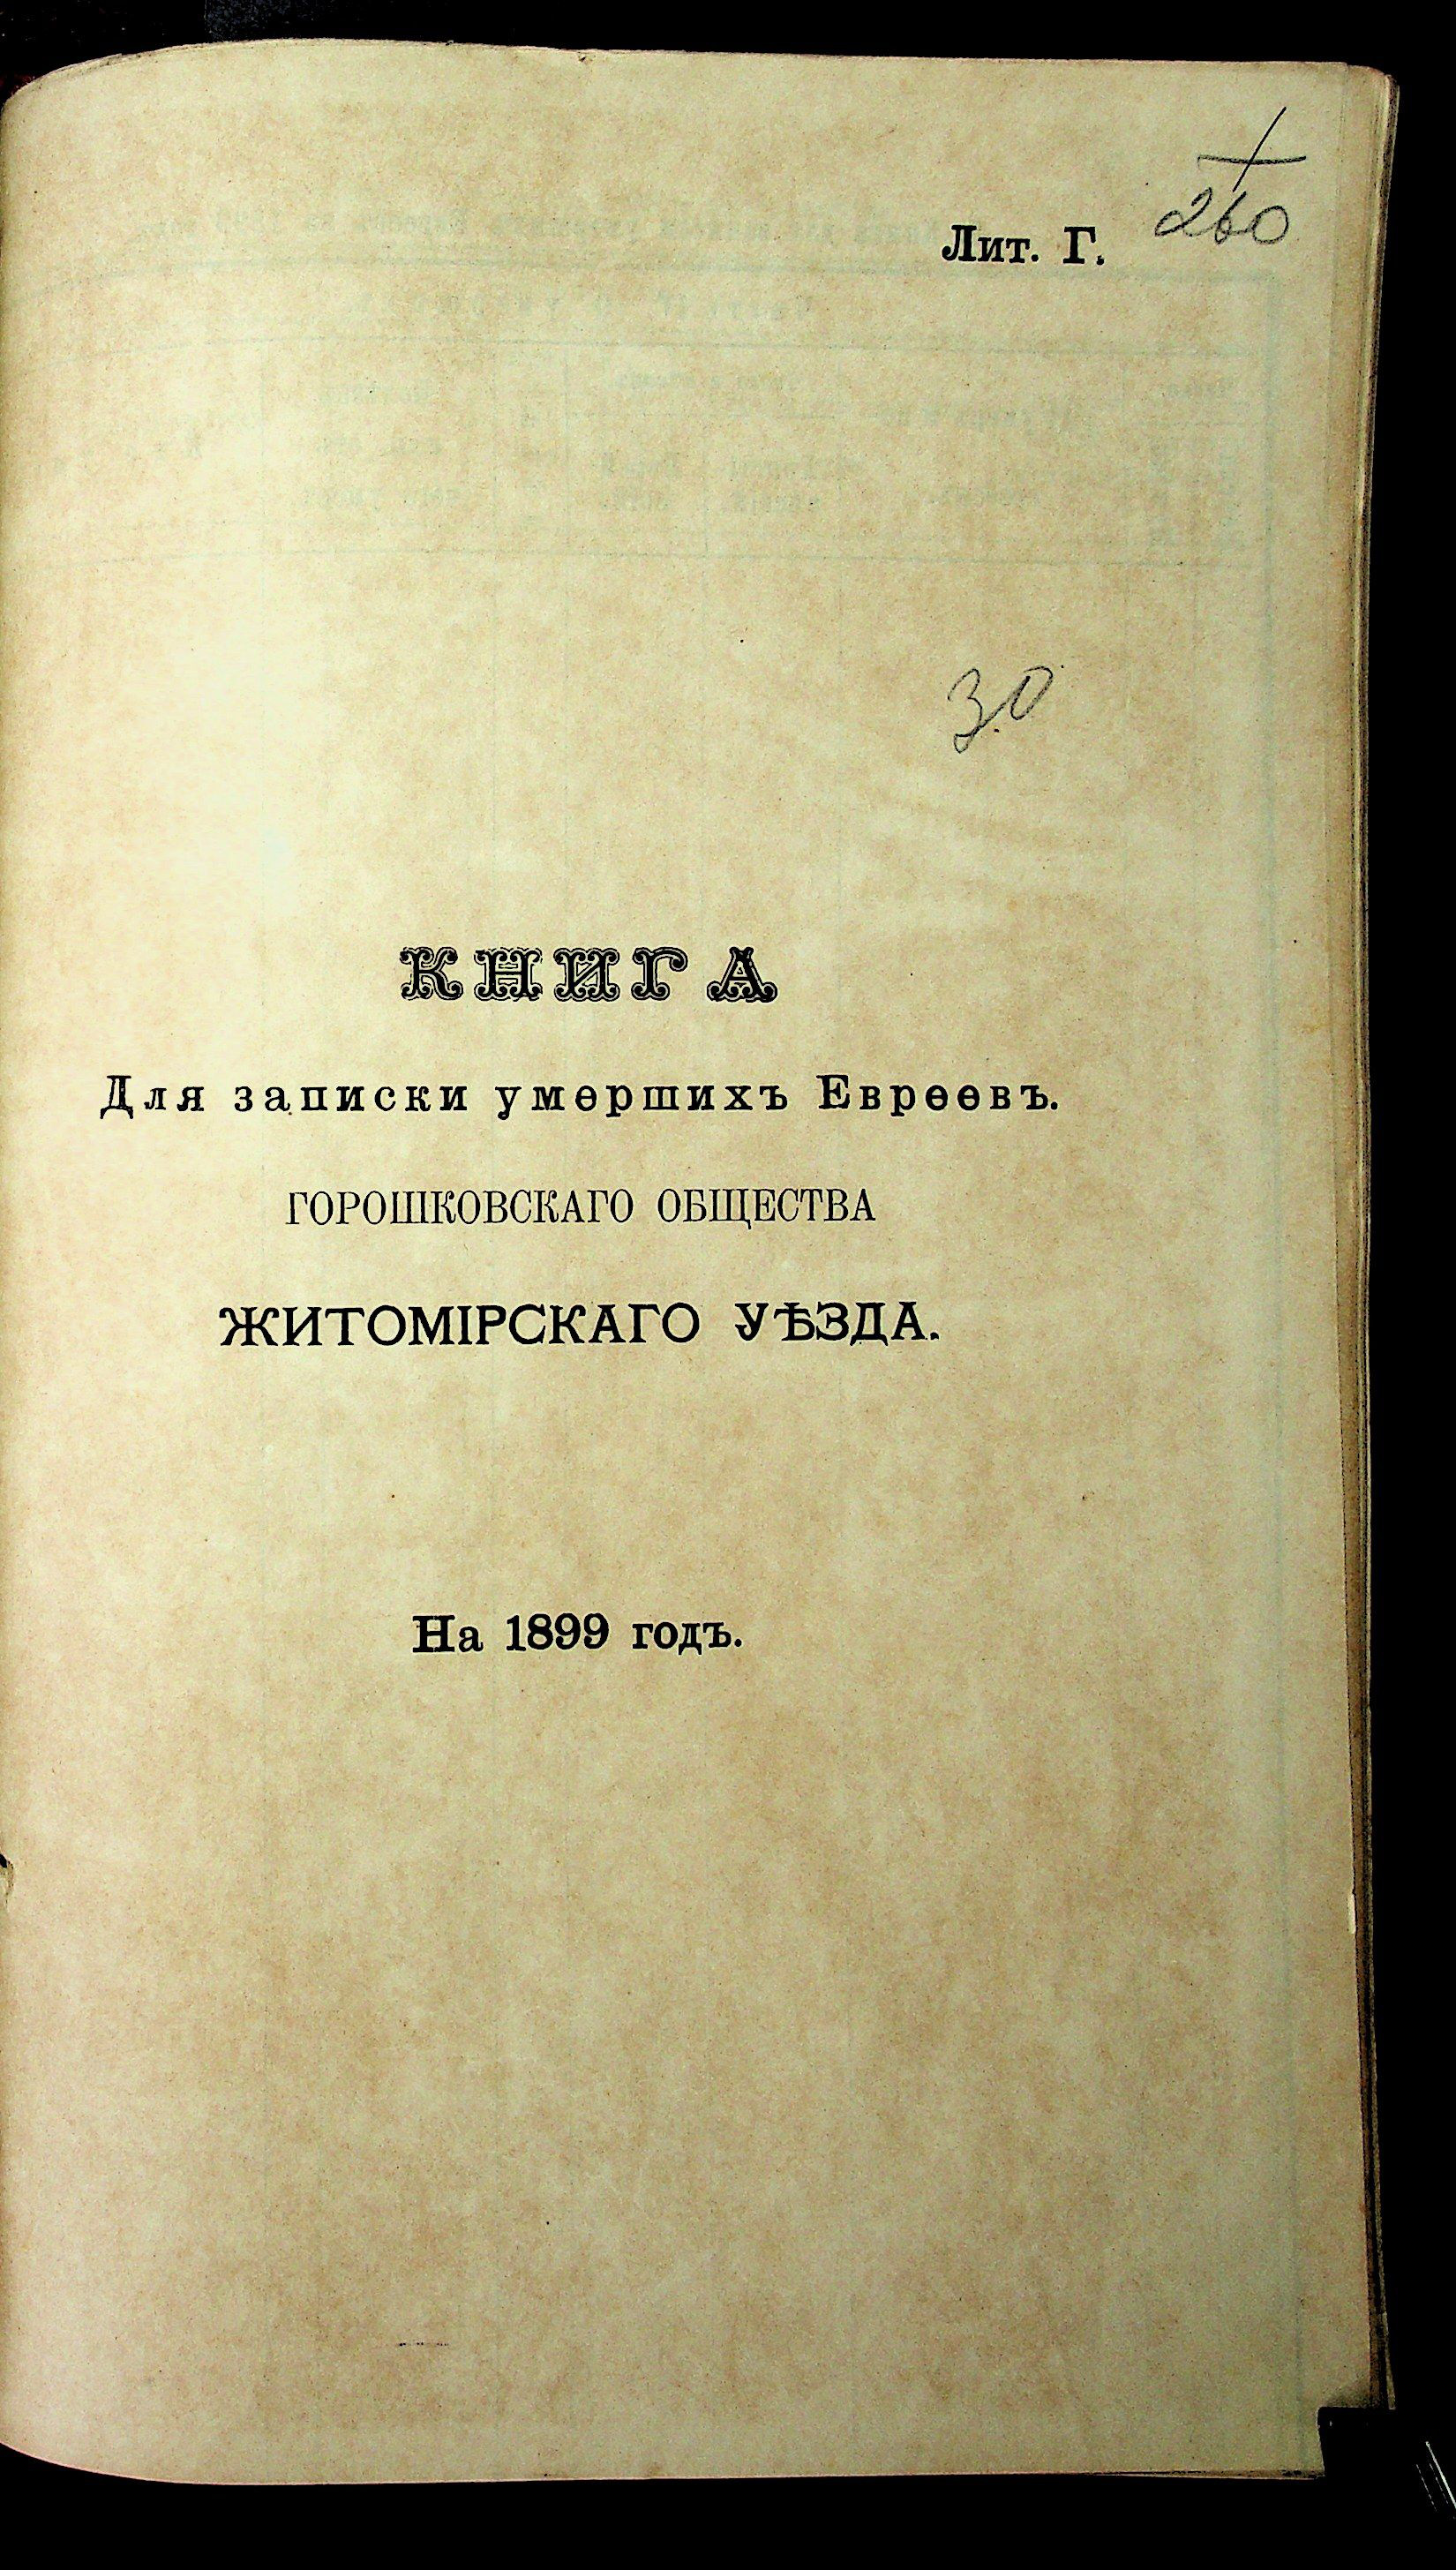 260
Лит. Г.
30
КНИГА
Для записки умершихъ Евреевъ.
ГОРОШКОВСКАГО ОБЩЕСТВА
ЖИТОМІРСКАГО УѢЗДА.
На 1899 годъ.